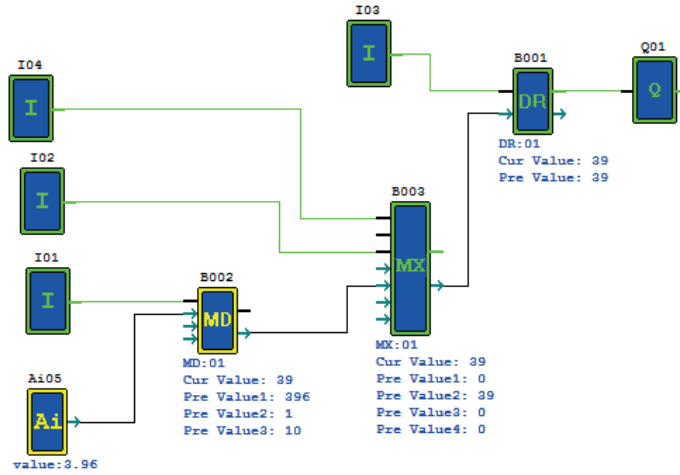 I03
I
I04
I
B001
DR
DR:01
Cur Value: 39
Pre Value: 39
Q01
Q
I02
I
B003
MX
MX:01
Cur Value: 39
Pre Value1: 0
Pre Value2: 39
Pre Value3: 0
Pre Value4: 0
I01
I
B002
MD
MD:01
Cur Value: 39
Pre Value1: 396
Pre Value2: 1
Pre Value3: 10
Ai05
Ai
value:3.96